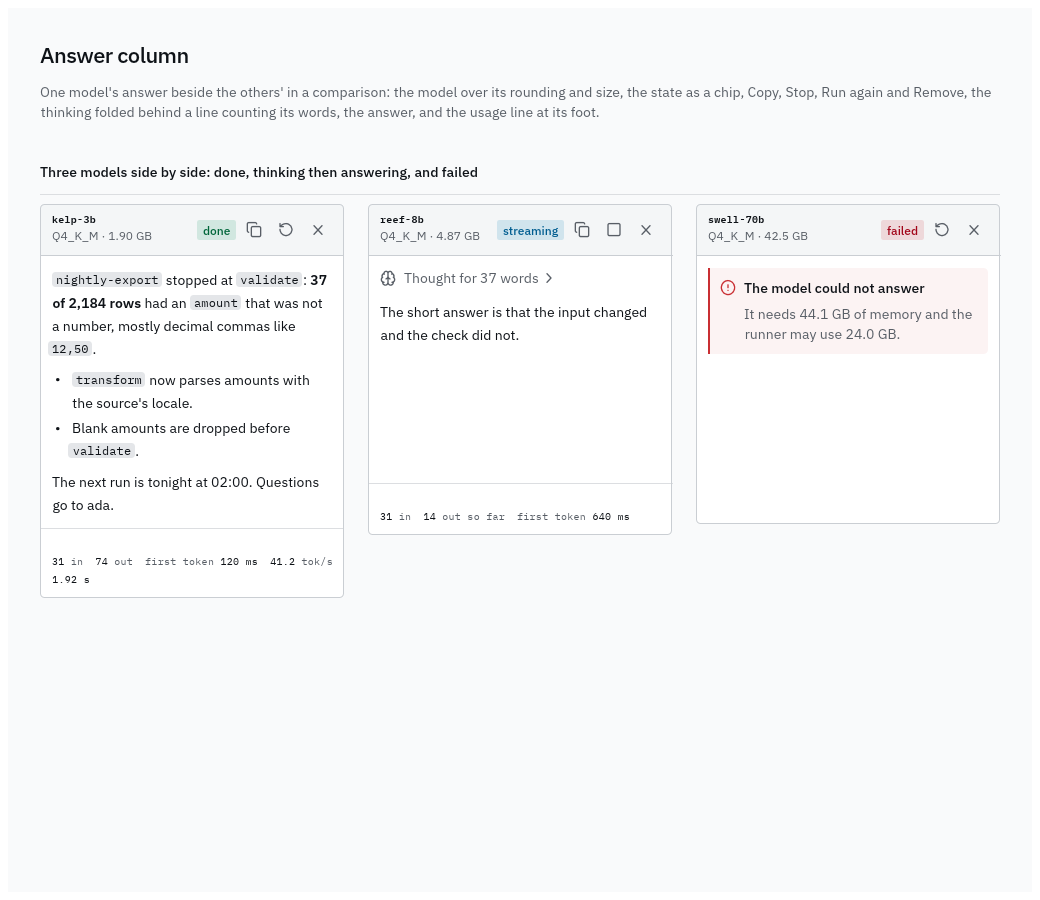 Answer column
One model's answer beside the others' in a comparison: the model over its rounding and size, the state as a chip, Copy, Stop, Run again and Remove, the
thinking folded behind a line counting its words, the answer, and the usage line at its foot.
Three models side by side: done, thinking then answering, and failed
kelp-3b
Q4_K_M · 1.90 GB
done
nightly-export stopped at validate: 37
of 2,184 rows had an amount that was not
a number, mostly decimal commas like
12,50.
• transform now parses amounts with
the source's locale.
• Blank amounts are dropped before
validate.
The next run is tonight at 02:00. Questions
go to ada.
31 in 74 out first token 120 ms 41.2 tok/s
1.92 s
reef-8b
Q4_K_M · 4.87 GB
streaming
Thought for 37 words
The short answer is that the input changed
and the check did not.
31 in 14 out so far first token 640 ms
swell-70b
Q4_K_M · 42.5 GB
failed
The model could not answer
It needs 44.1 GB of memory and the
runner may use 24.0 GB.